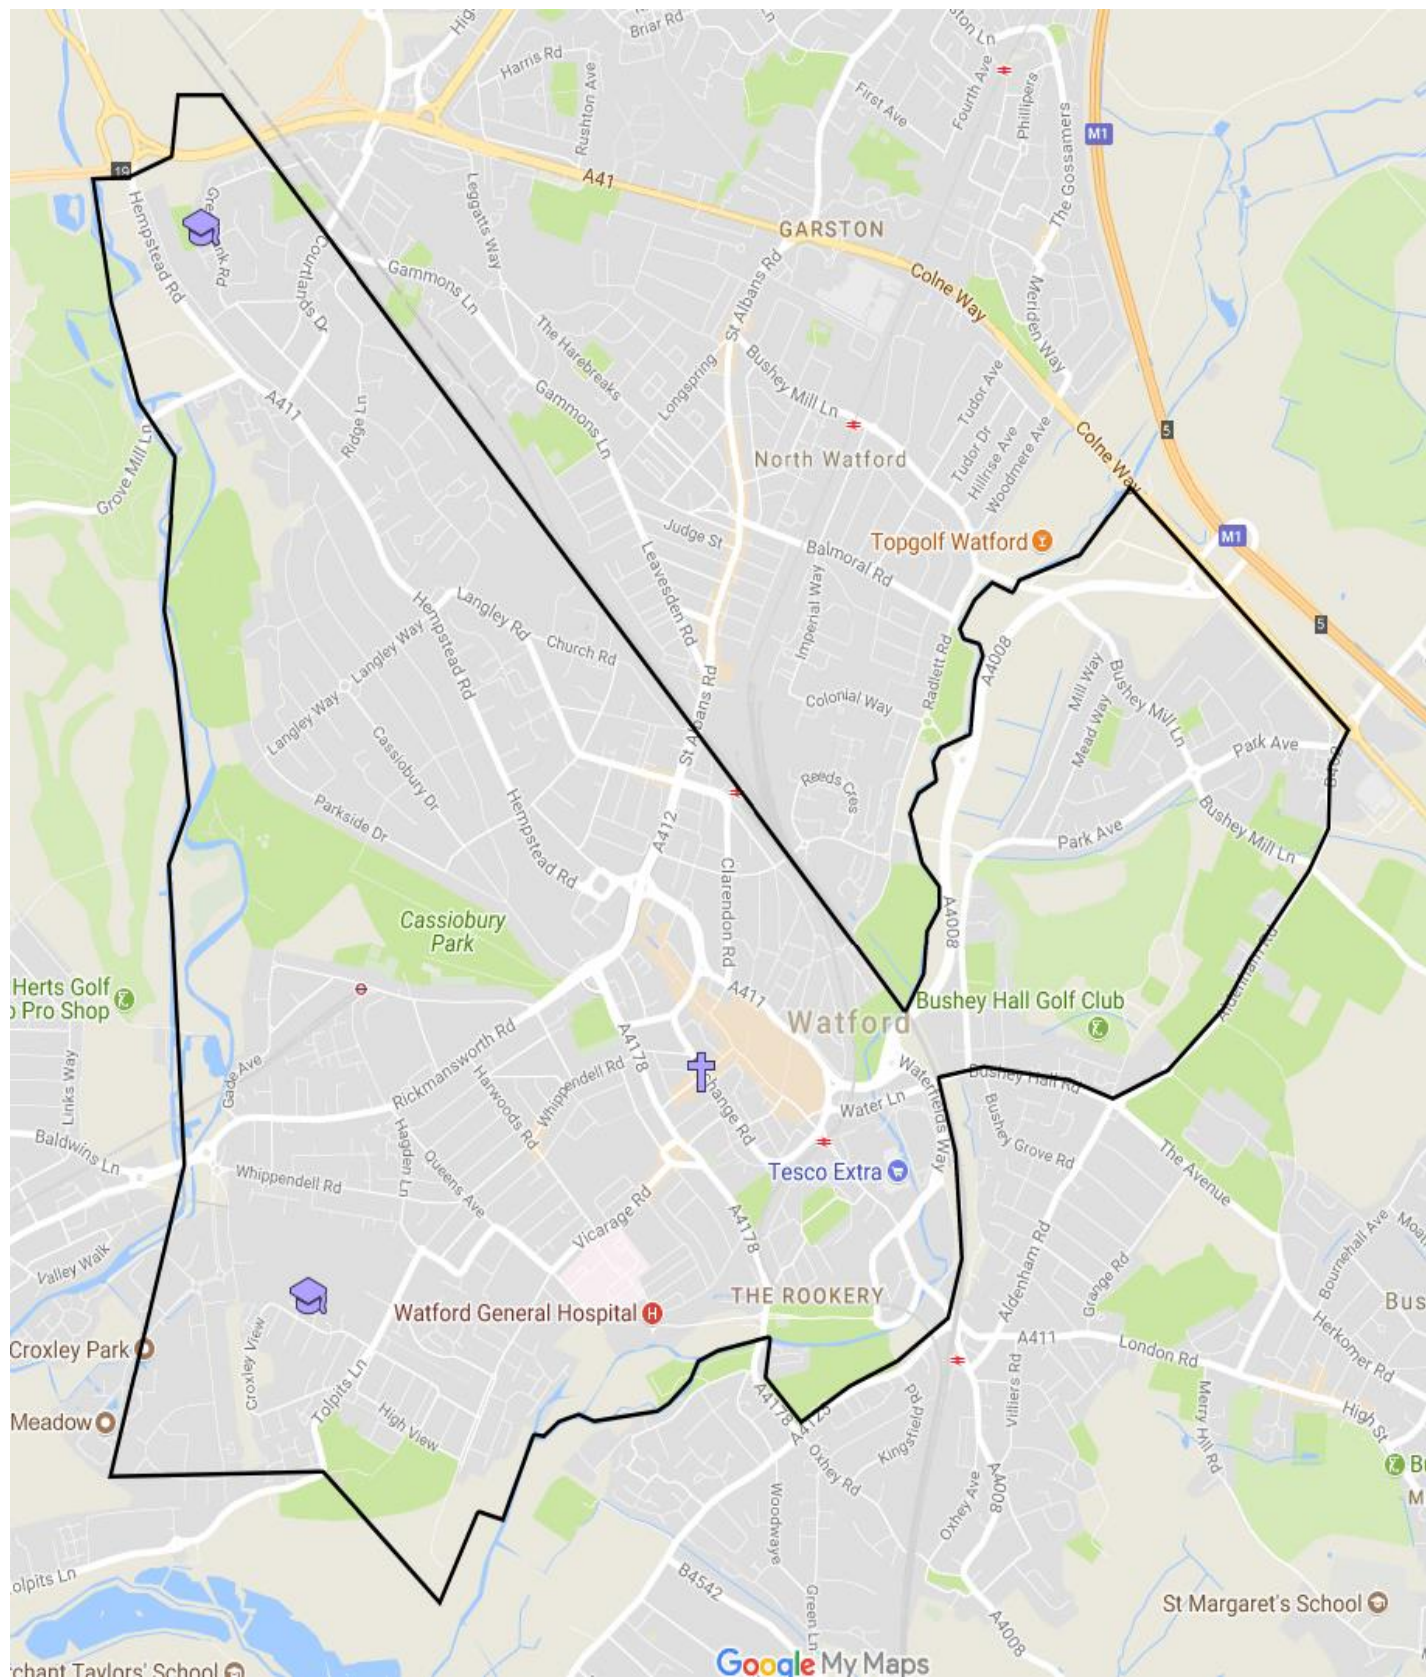 Briar Rd
Harris Rd
Rushton Ave
First Ave
Fourth Ave
Phillipers
The Gossamers
M1
19
A41
Leggatts Way
GARSTON
Hempstead Rd
Courtlands Dr
Gammons Ln
St Albans Rd
Colne Way
Meriden Way
The Harebreaks
Longspring
Bushey Mill Ln
Tudor Ave
A411
Ridge Ln
Gammons Ln
Tudor Dr
Hillrise Ave
Woodmere Ave
Colne Way
5
Grove Mill Ln
North Watford
Judge St
Topgolf Watford
M1
Balmoral Rd
Leavesden Rd
Imperial Way
Langley Rd
Hempstead Rd
Langley Way
Church Rd
Radlett Rd
A4008
5
Mill Way
Mead Way
Bushey Mill Ln
St Albans Rd
Colonial Way
Langley Way
Cassiobury Dr
Park Ave
Reeds Cres
Parkside Dr
Hempstead Rd
A412
Park Ave
Bushey Mill Ln
Clarendon Rd
Cassiobury
Park
A4008
Aldenham Rd
Herts Golf
Pro Shop
A411
Bushey Hall Golf Club
Watford
Rickmansworth Rd
A4178
Links Way
Gade Ave
Harwoods Rd
Whippendell Rd
Waterfields Way
Bushey Hall Rd
Water Ln
Baldwins Ln
Hagden Ln
Queens Ave
Bushey Grove Rd
The Avenue
Whippendell Rd
Tesco Extra
Vicarage Rd
A4178
Valley Walk
Aldenham Rd
Grange Rd
Bournehall Ave
THE ROOKERY
Watford General Hospital
H
Croxley Park
Croxley View
A411
London Rd
Herkomer Rd
Tolpits Ln
Villiers Rd
Merry Hill Rd
Meadow
High View
A4178
Kingsfield Rd
High St
Oxhey Rd
Oxhey Ave
A4008
Woodwaye
B4542
Green Ln
St Margaret's School
A4008
Google My Maps